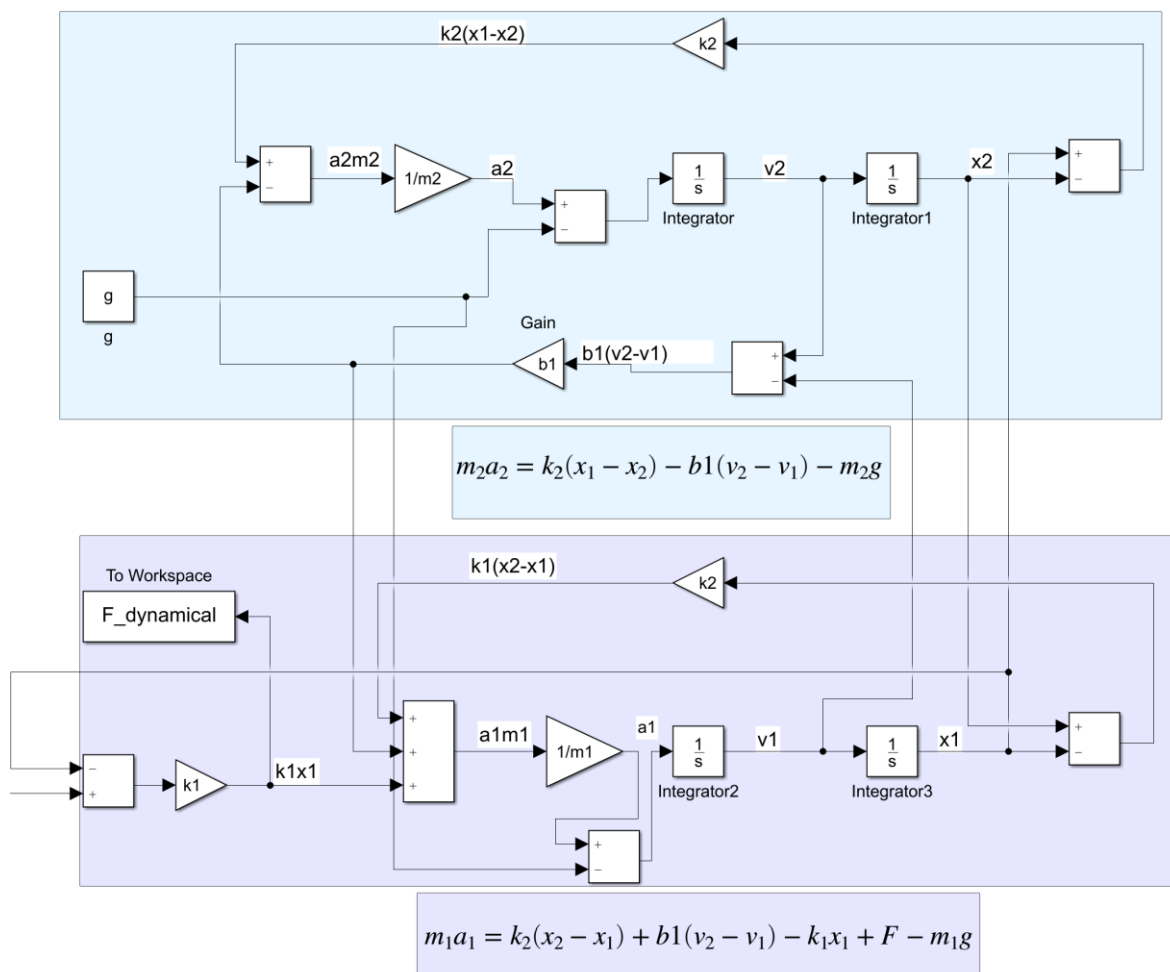 k2(x1-x2)
k2
+
−
a2m2
1/m2
a2
+
−
1
s
Integrator
v2
1
s
Integrator1
x2
+
−
g
g
Gain
b1
b1(v2-v1)
+
−
m₂a₂ = k₂(x₁ − x₂) − b1(v₂ − v₁) − m₂g
To Workspace
F_dynamical
k1(x2-x1)
k2
−
+
k1
k1x1
+
+
+
a1m1
1/m1
a1
+
−
1
s
Integrator2
v1
1
s
Integrator3
x1
+
−
m₁a₁ = k₂(x₂ − x₁) + b1(v₂ − v₁) − k₁x₁ + F − m₁g